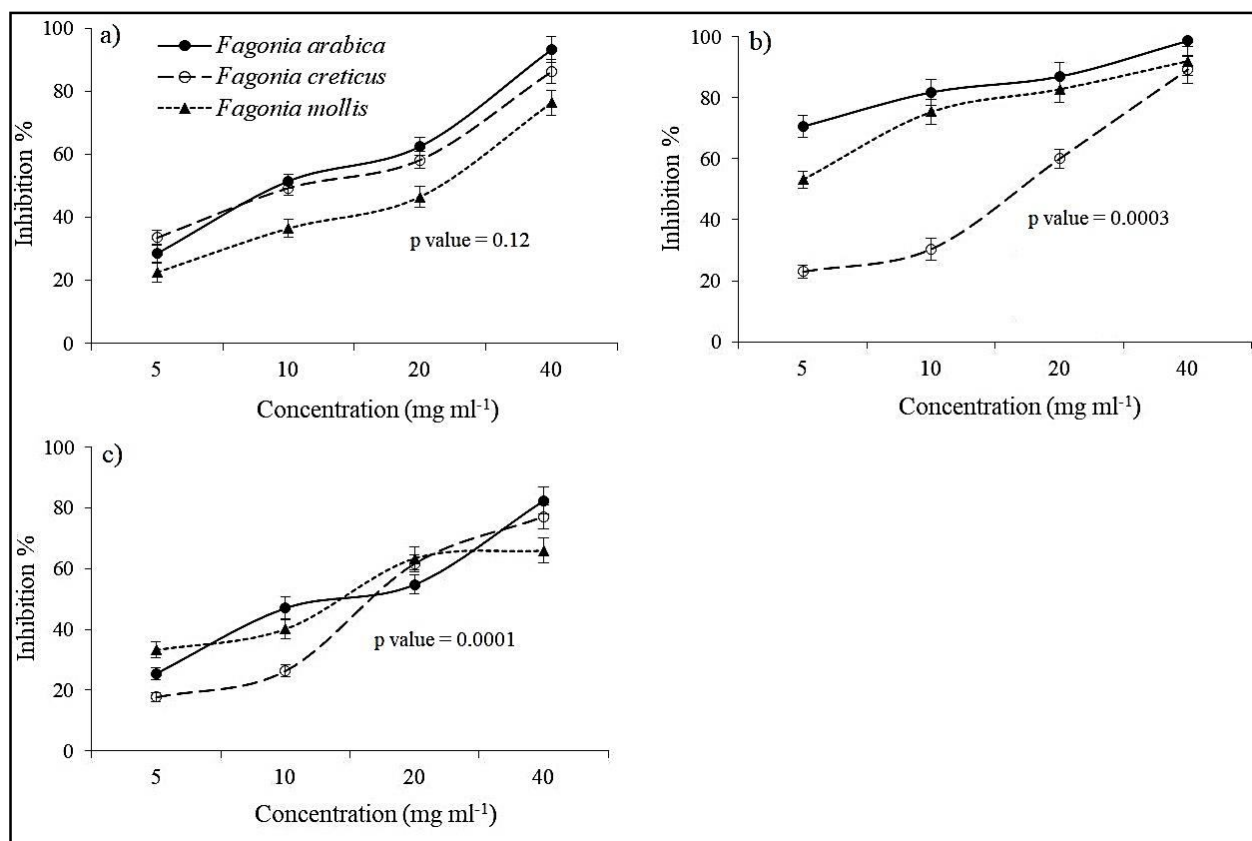 a)
Fagonia arabica
Fagonia creticus
Fagonia mollis
Inhibition %
100
80
60
40
20
0
p value = 0.12
5 10 20 40
Concentration (mg ml⁻¹)
b)
Inhibition %
100
80
60
40
20
0
p value = 0.0003
5 10 20 40
Concentration (mg ml⁻¹)
c)
Inhibition %
100
80
60
40
20
0
p value = 0.0001
5 10 20 40
Concentration (mg ml⁻¹)